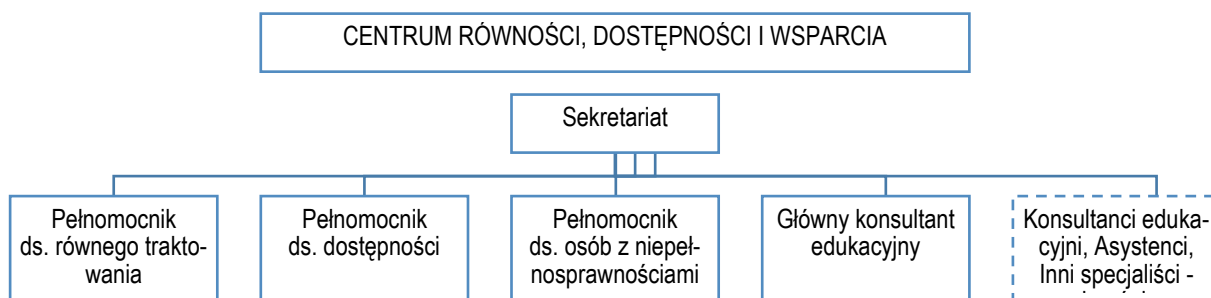 CENTRUM RÓWNOŚCI, DOSTĘPNOŚCI I WSPARCIA
Sekretariat
Pełnomocnik
ds. równego trakto-
wania
Pełnomocnik
ds. dostępności
Pełnomocnik
ds. osób z niepeł-
nosprawnościami
Główny konsultant
edukacyjny
Konsultanci eduka-
cyjni, Asystenci,
Inni specjaliści -